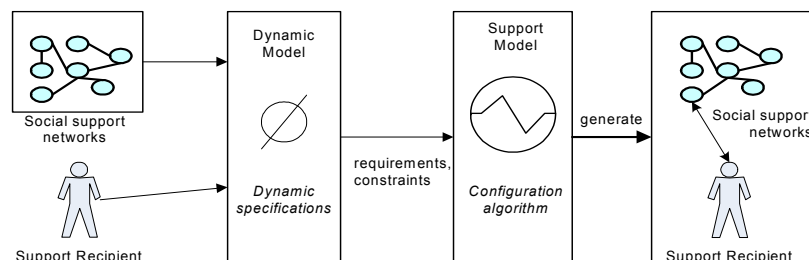 Social support
networks
Support Recipient
Dynamic
Model
Dynamic
specifications
requirements,
constraints
Support
Model
Configuration
algorithm
generate
Social support
networks
Support Recipient